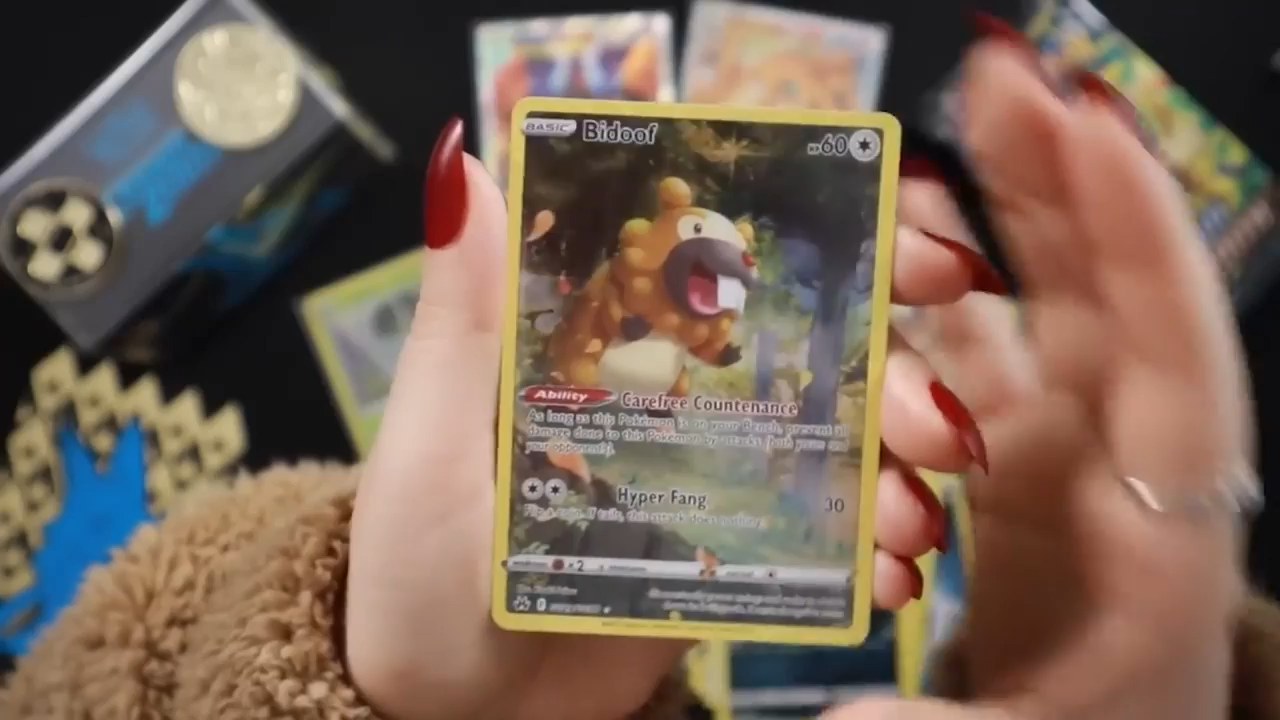 BASIC Bidoof 60
Ability Carefree Countenance
As long as this Pokémon is on your Bench, prevent all
damage done to this Pokémon by attacks (both yours and
your opponent's).
Hyper Fang 30
Flip a coin. If tails, this attack does nothing.
×2